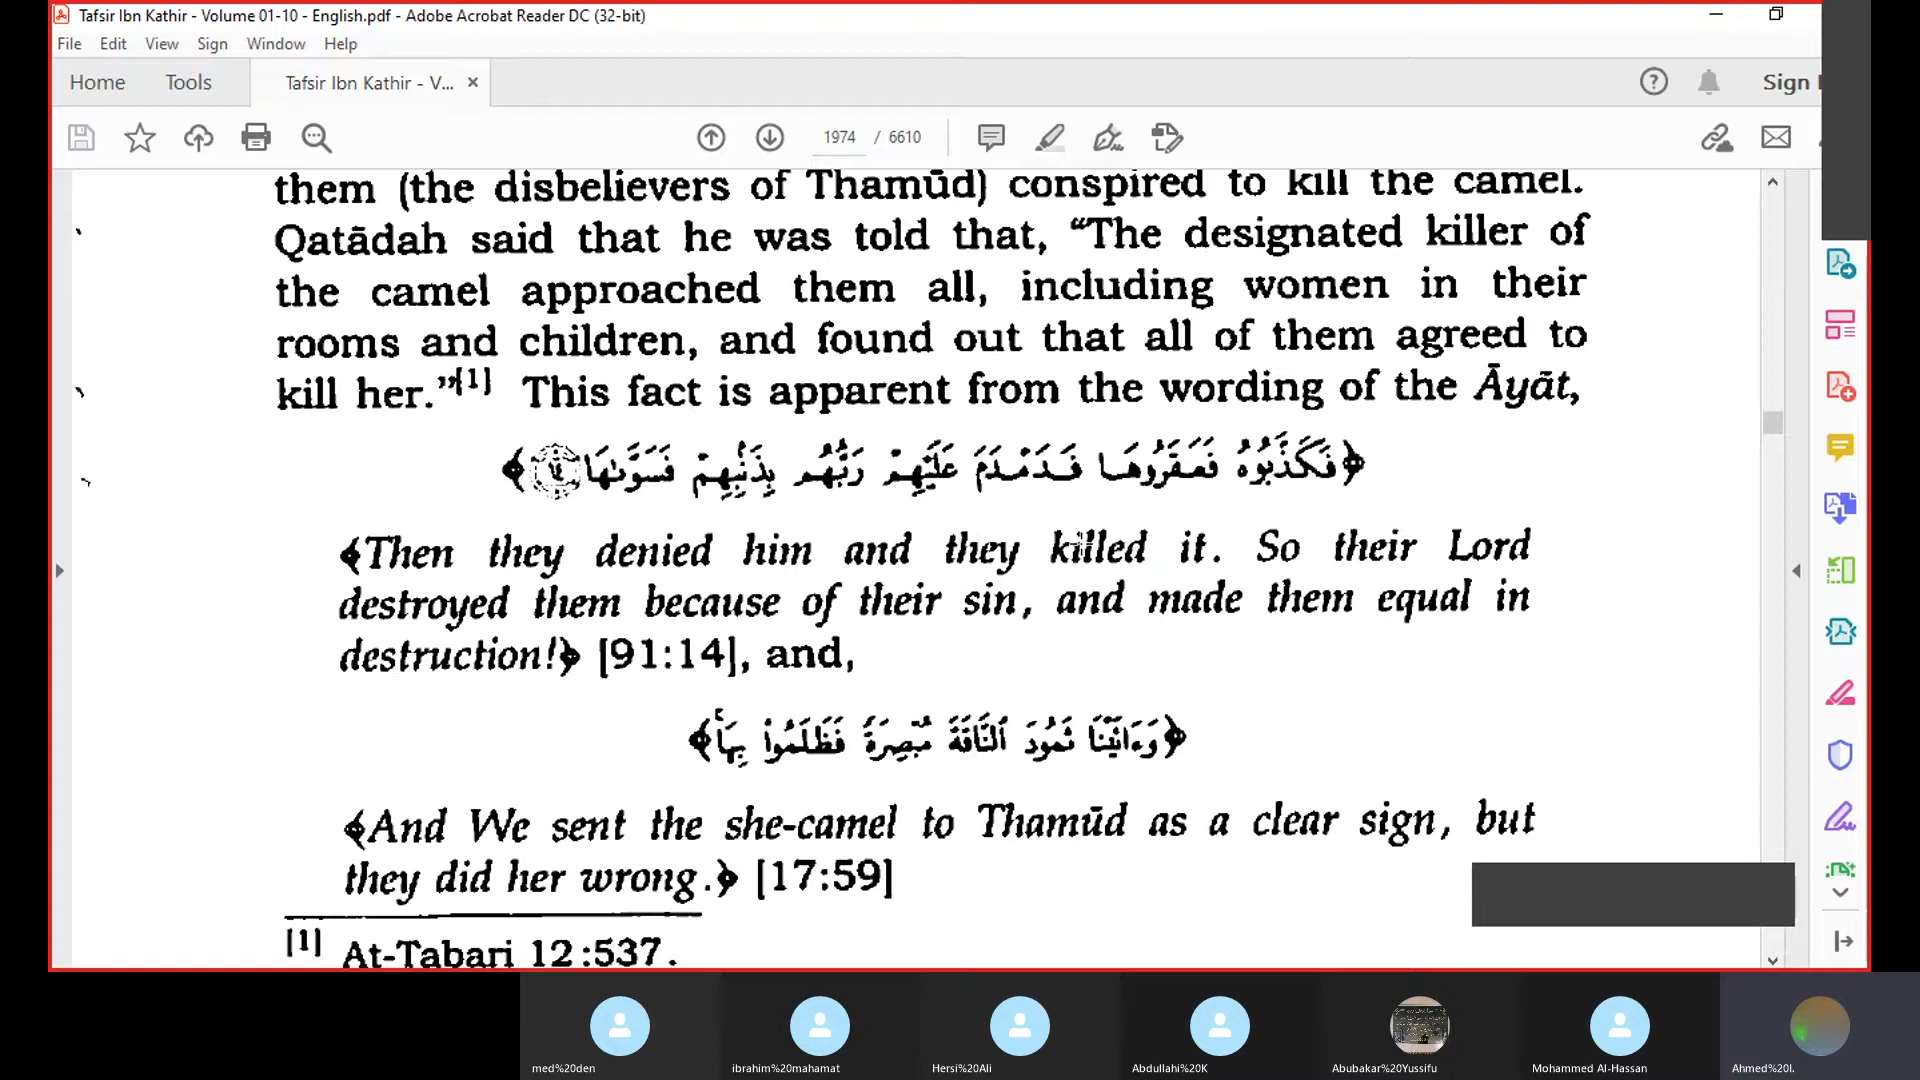 Tafsir Ibn Kathir - Volume 01-10 - English.pdf - Adobe Acrobat Reader DC (32-bit)
File Edit View Sign Window Help
Home Tools Tafsir Ibn Kathir - V... × Sign
1974 / 6610
them (the disbelievers of Thamūd) conspired to kill the camel.
Qatādah said that he was told that, “The designated killer of
the camel approached them all, including women in their
rooms and children, and found out that all of them agreed to
kill her.”[1] This fact is apparent from the wording of the Āyāt,
﴿فَكَذَّبُوهُ فَعَقَرُوهَا فَدَمْدَمَ عَلَيْهِمْ رَبُّهُم بِذَنۢبِهِمْ فَسَوَّىٰهَا ١٤﴾
﴾Then they denied him and they killed it. So their Lord
destroyed them because of their sin, and made them equal in
destruction!﴿ [91:14], and,
﴿وَءَاتَيْنَا ثَمُودَ ٱلنَّاقَةَ مُبْصِرَةً فَظَلَمُوا۟ بِهَا ۚ﴾
﴾And We sent the she-camel to Thamūd as a clear sign, but
they did her wrong.﴿ [17:59]
[1] At-Tabari 12:537.
med%20den ibrahim%20mahamat Hersi%20Ali Abdullahi%20K Abubakar%20Yussifu Mohammed Al-Hassan Ahmed%20I.